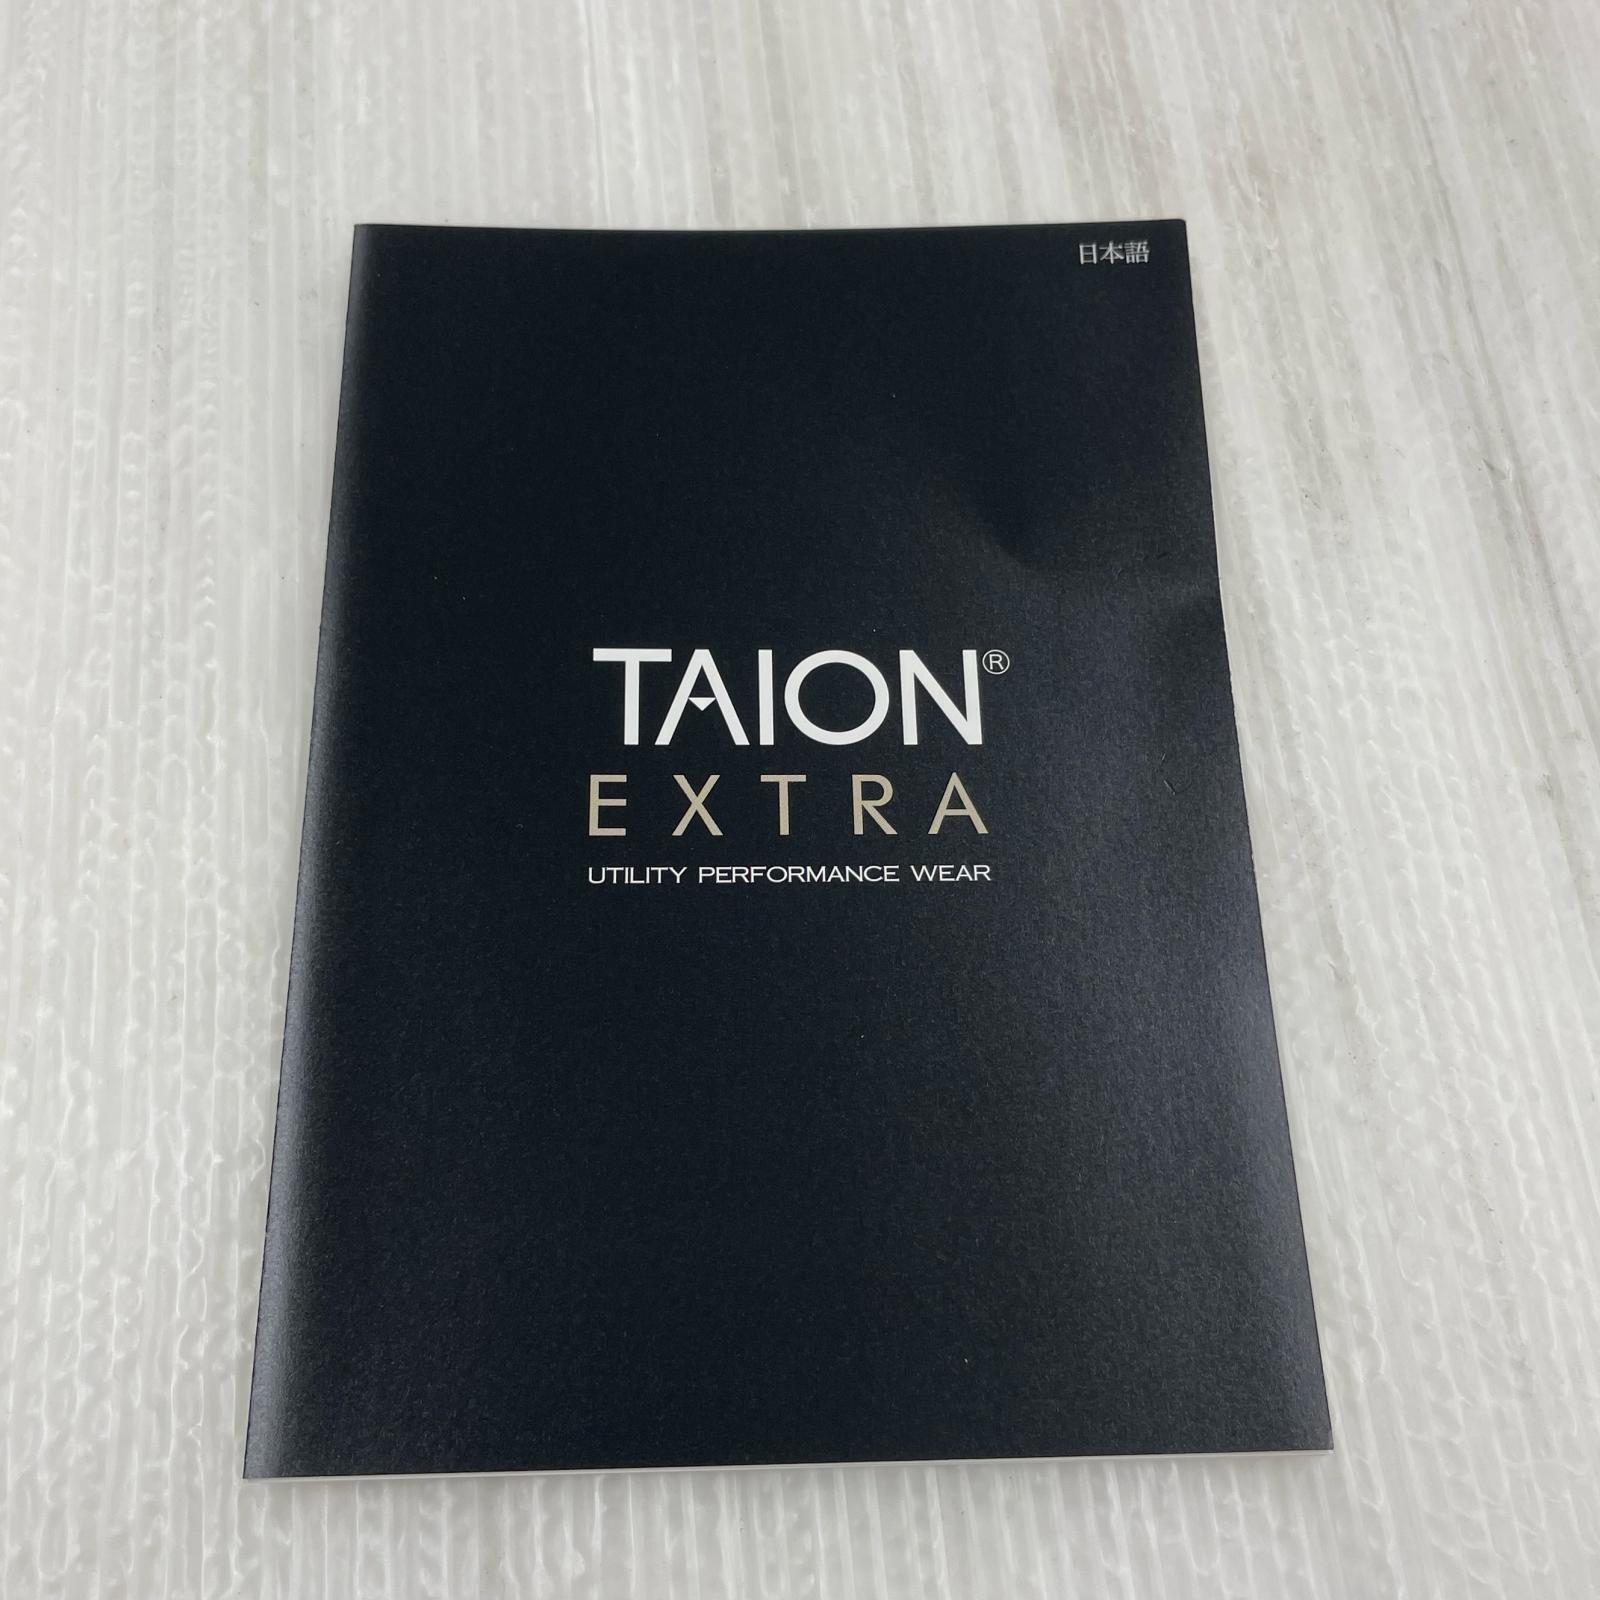 日本語
TAION®
EXTRA
UTILITY PERFORMANCE WEAR